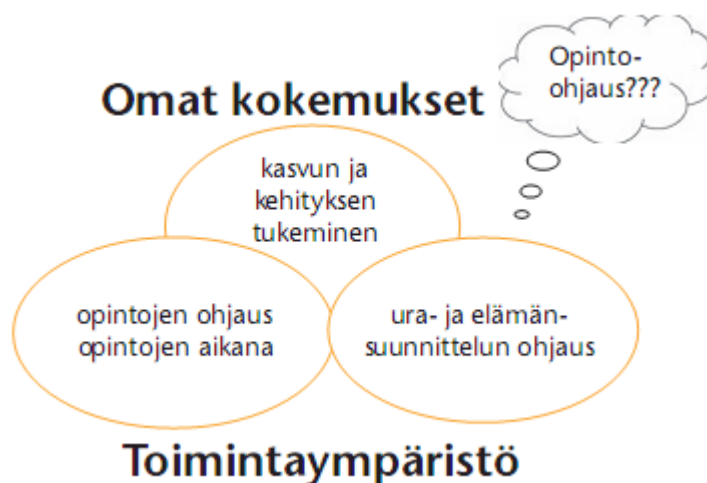 Opinto-
ohjaus???
Omat kokemukset
kasvun ja
kehityksen
tukeminen
opintojen ohjaus
opintojen aikana
ura- ja elämän-
suunnittelun ohjaus
Toimintaympäristö